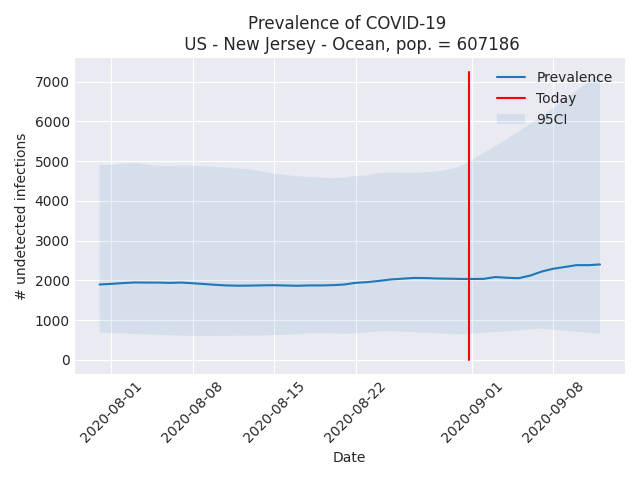 Prevalence of COVID-19
US - New Jersey - Ocean, pop. = 607186
Prevalence
Today
95CI
7000
6000
5000
4000
3000
2000
1000
0
# undetected infections
2020-08-01
2020-08-08
2020-08-15
2020-08-22
2020-09-01
2020-09-08
Date